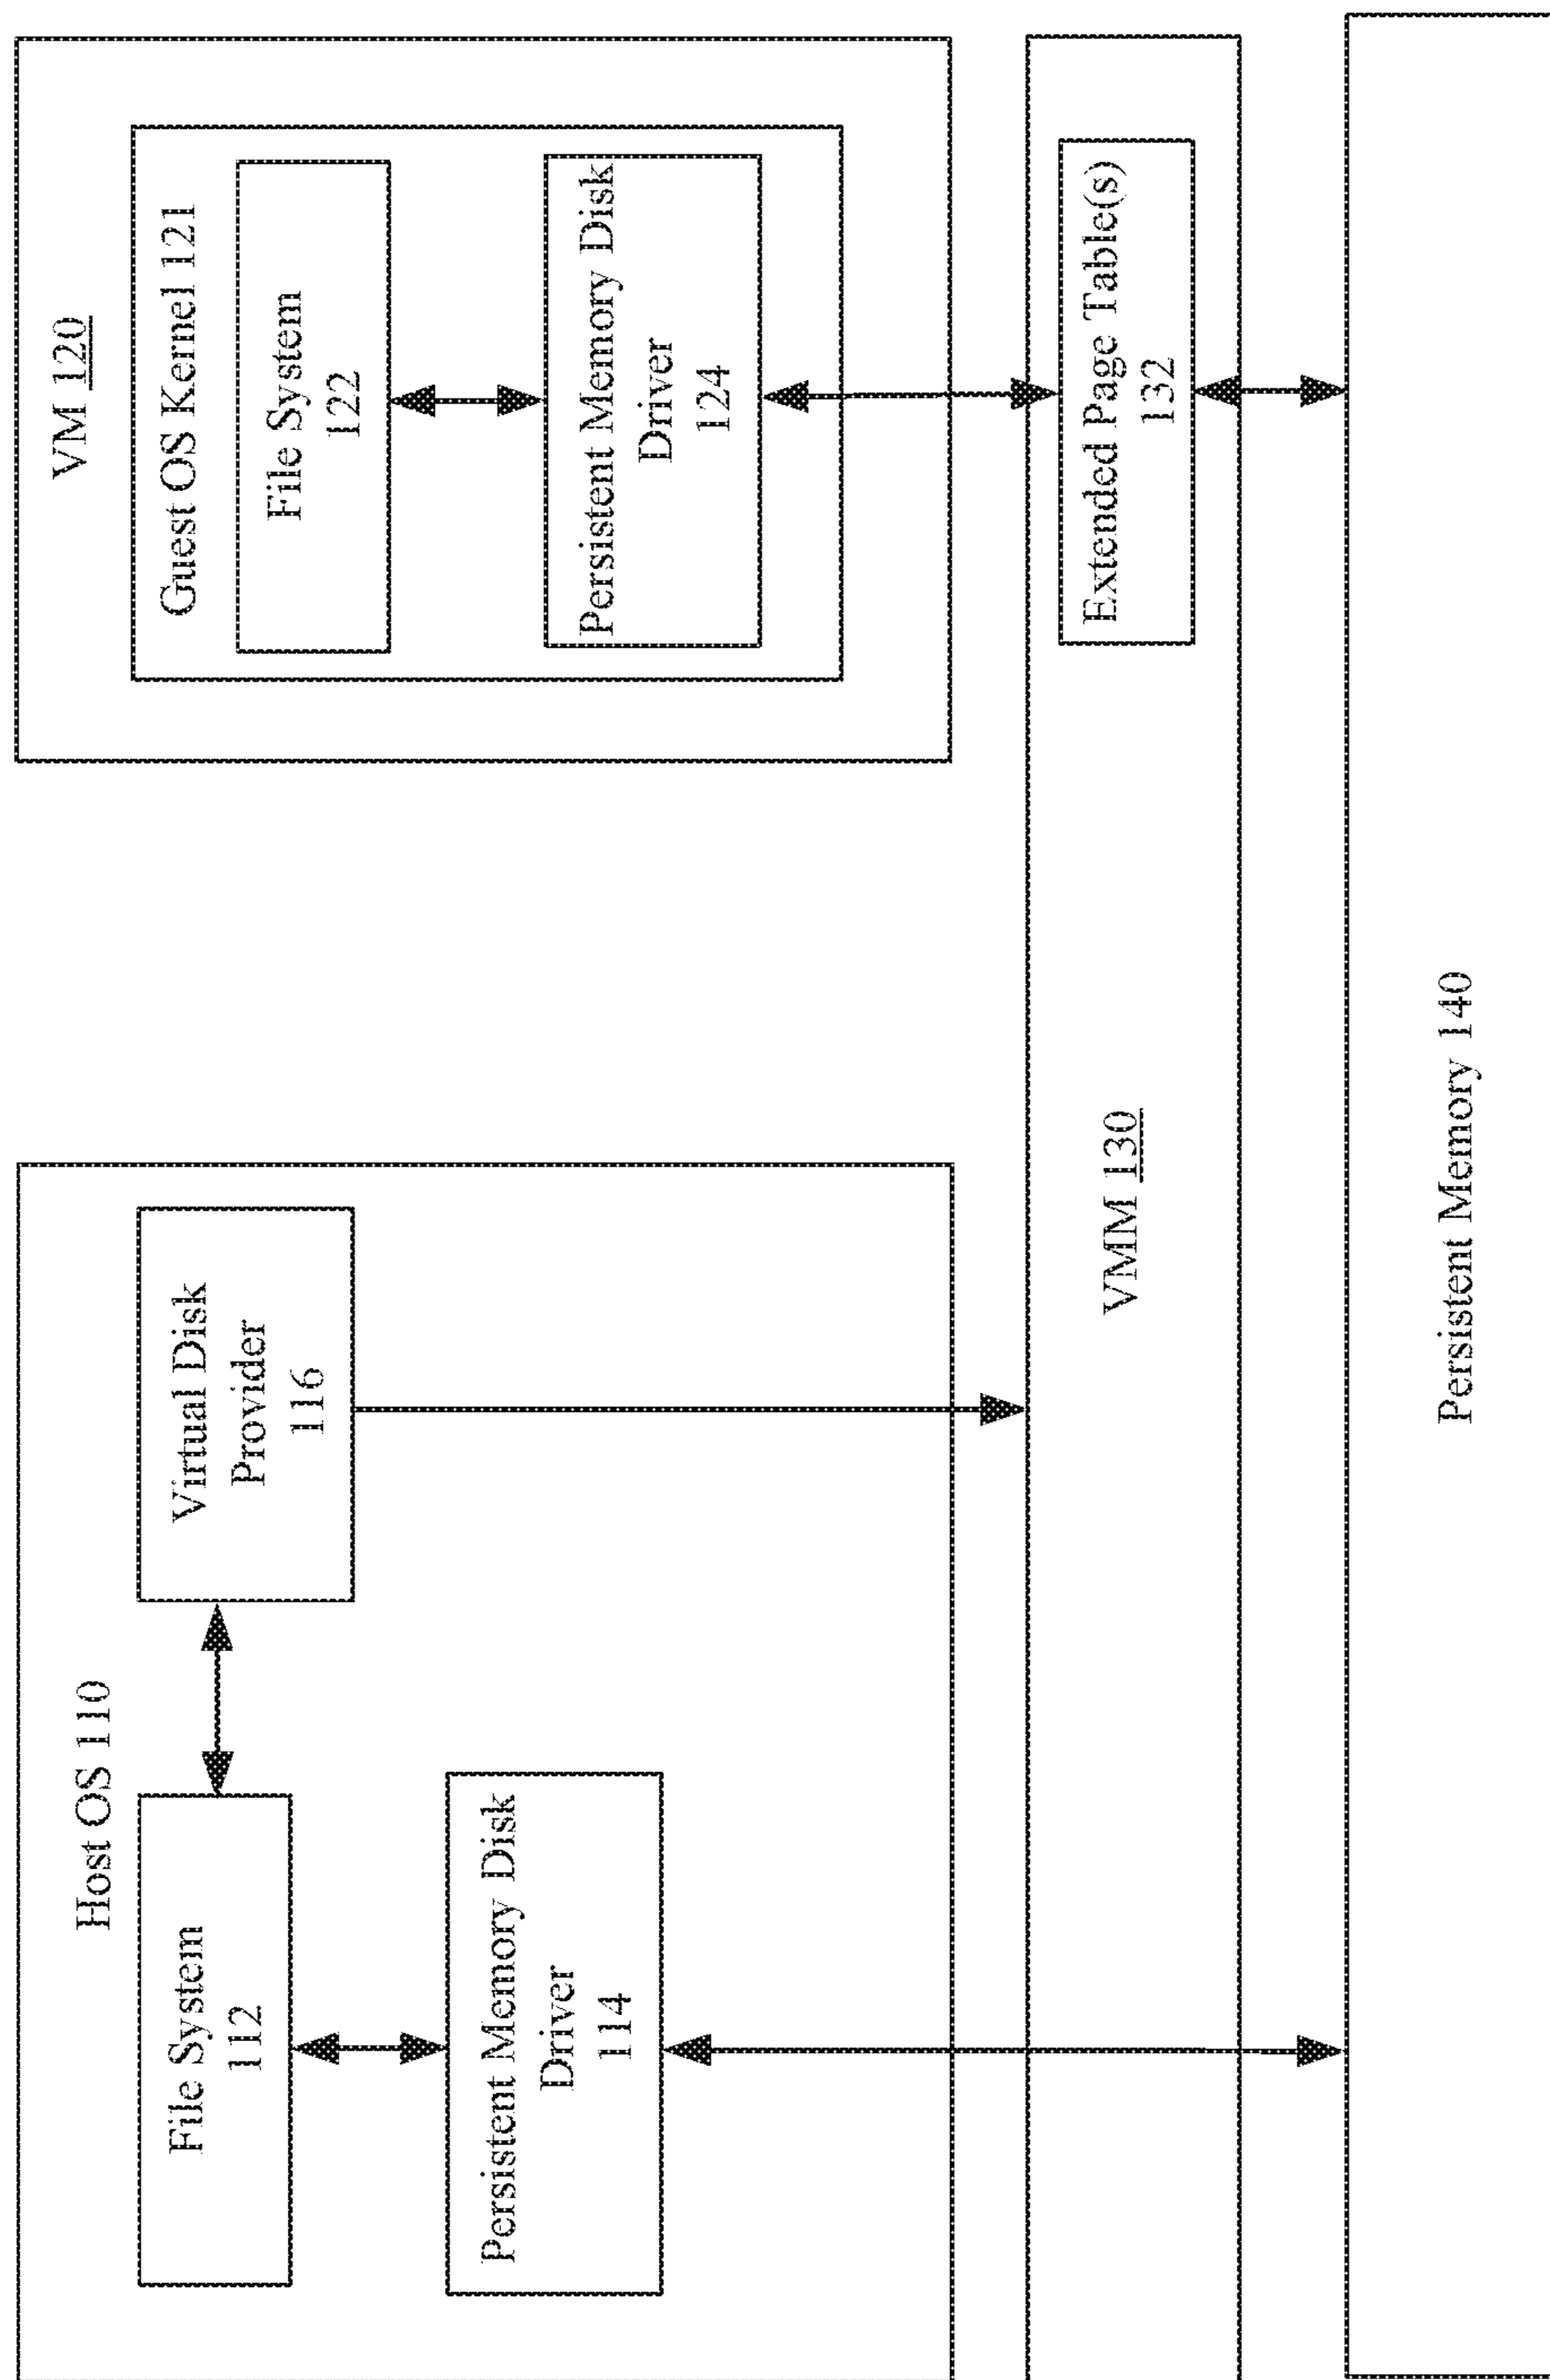 Host OS 110
File System
112
Persistent Memory Disk
Driver
114
Virtual Disk
Provider
116
VM 120
Guest OS Kernel 121
File System
122
Persistent Memory Disk
Driver
124
VMM 130
Extended Page Table(s)
132
Persistent Memory 140